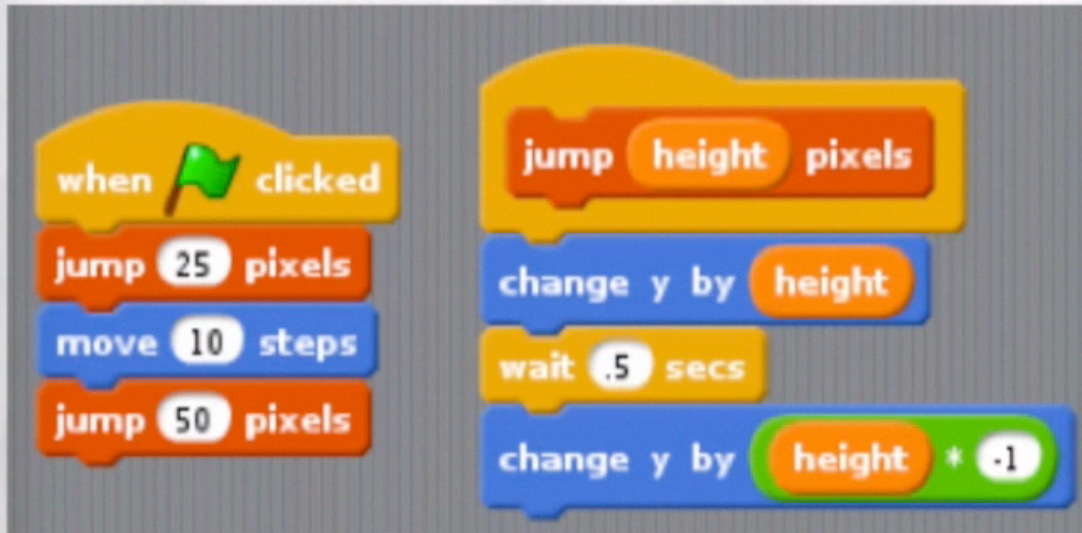 when clicked
jump 25 pixels
move 10 steps
jump 50 pixels
jump height pixels
change y by height
wait .5 secs
change y by height * -1